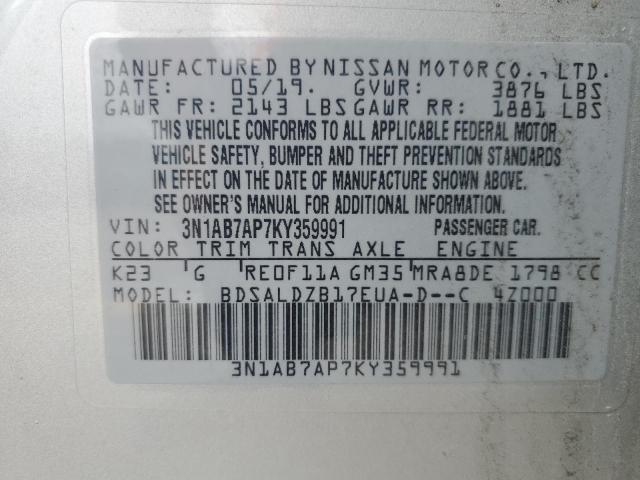 MANUFACTURED BY NISSAN MOTOR CO., LTD.
DATE: 05/19. GVWR: 3876 LBS
GAWR FR: 2143 LBS GAWR RR: 1881 LBS
THIS VEHICLE CONFORMS TO ALL APPLICABLE FEDERAL MOTOR
VEHICLE SAFETY, BUMPER AND THEFT PREVENTION STANDARDS
IN EFFECT ON THE DATE OF MANUFACTURE SHOWN ABOVE.
SEE OWNER'S MANUAL FOR ADDITIONAL INFORMATION.
VIN: 3N1AB7AP7KY359991 PASSENGER CAR.
COLOR TRIM TRANS AXLE ENGINE
K23 G RE0F11A GM35 MRA8DE 1798 CC
MODEL: BDSALDZB17EUA-D--C 4Z000
3N1AB7AP7KY359991